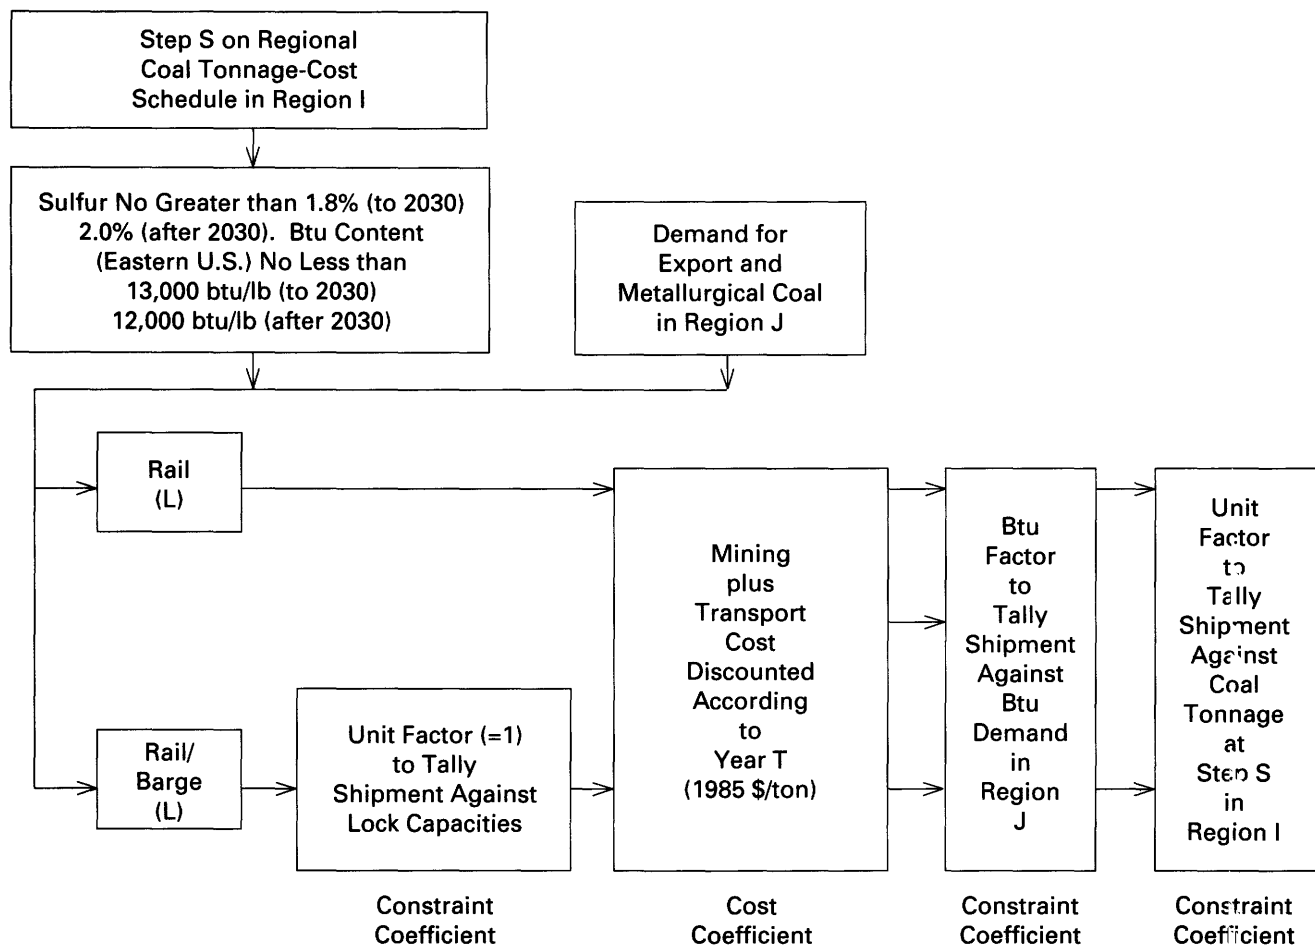 Step S on Regional
Coal Tonnage-Cost
Schedule in Region I
Sulfur No Greater than 1.8% (to 2030)
2.0% (after 2030). Btu Content
(Eastern U.S.) No Less than
13,000 btu/lb (to 2030)
12,000 btu/lb (after 2030)
Demand for
Export and
Metallurgical Coal
in Region J
Rail
(L)
Rail/
Barge
(L)
Unit Factor (=1)
to Tally
Shipment Against
Lock Capacities
Mining
plus
Transport
Cost
Discounted
According
to
Year T
(1985 $/ton)
Btu
Factor
to
Tally
Shipment
Against
Btu
Demand
in
Region
J
Unit
Factor
to
Tally
Shipment
Against
Coal
Tonnage
at
Step S
in
Region I
Constraint
Coefficient
Cost
Coefficient
Constraint
Coefficient
Constraint
Coefficient